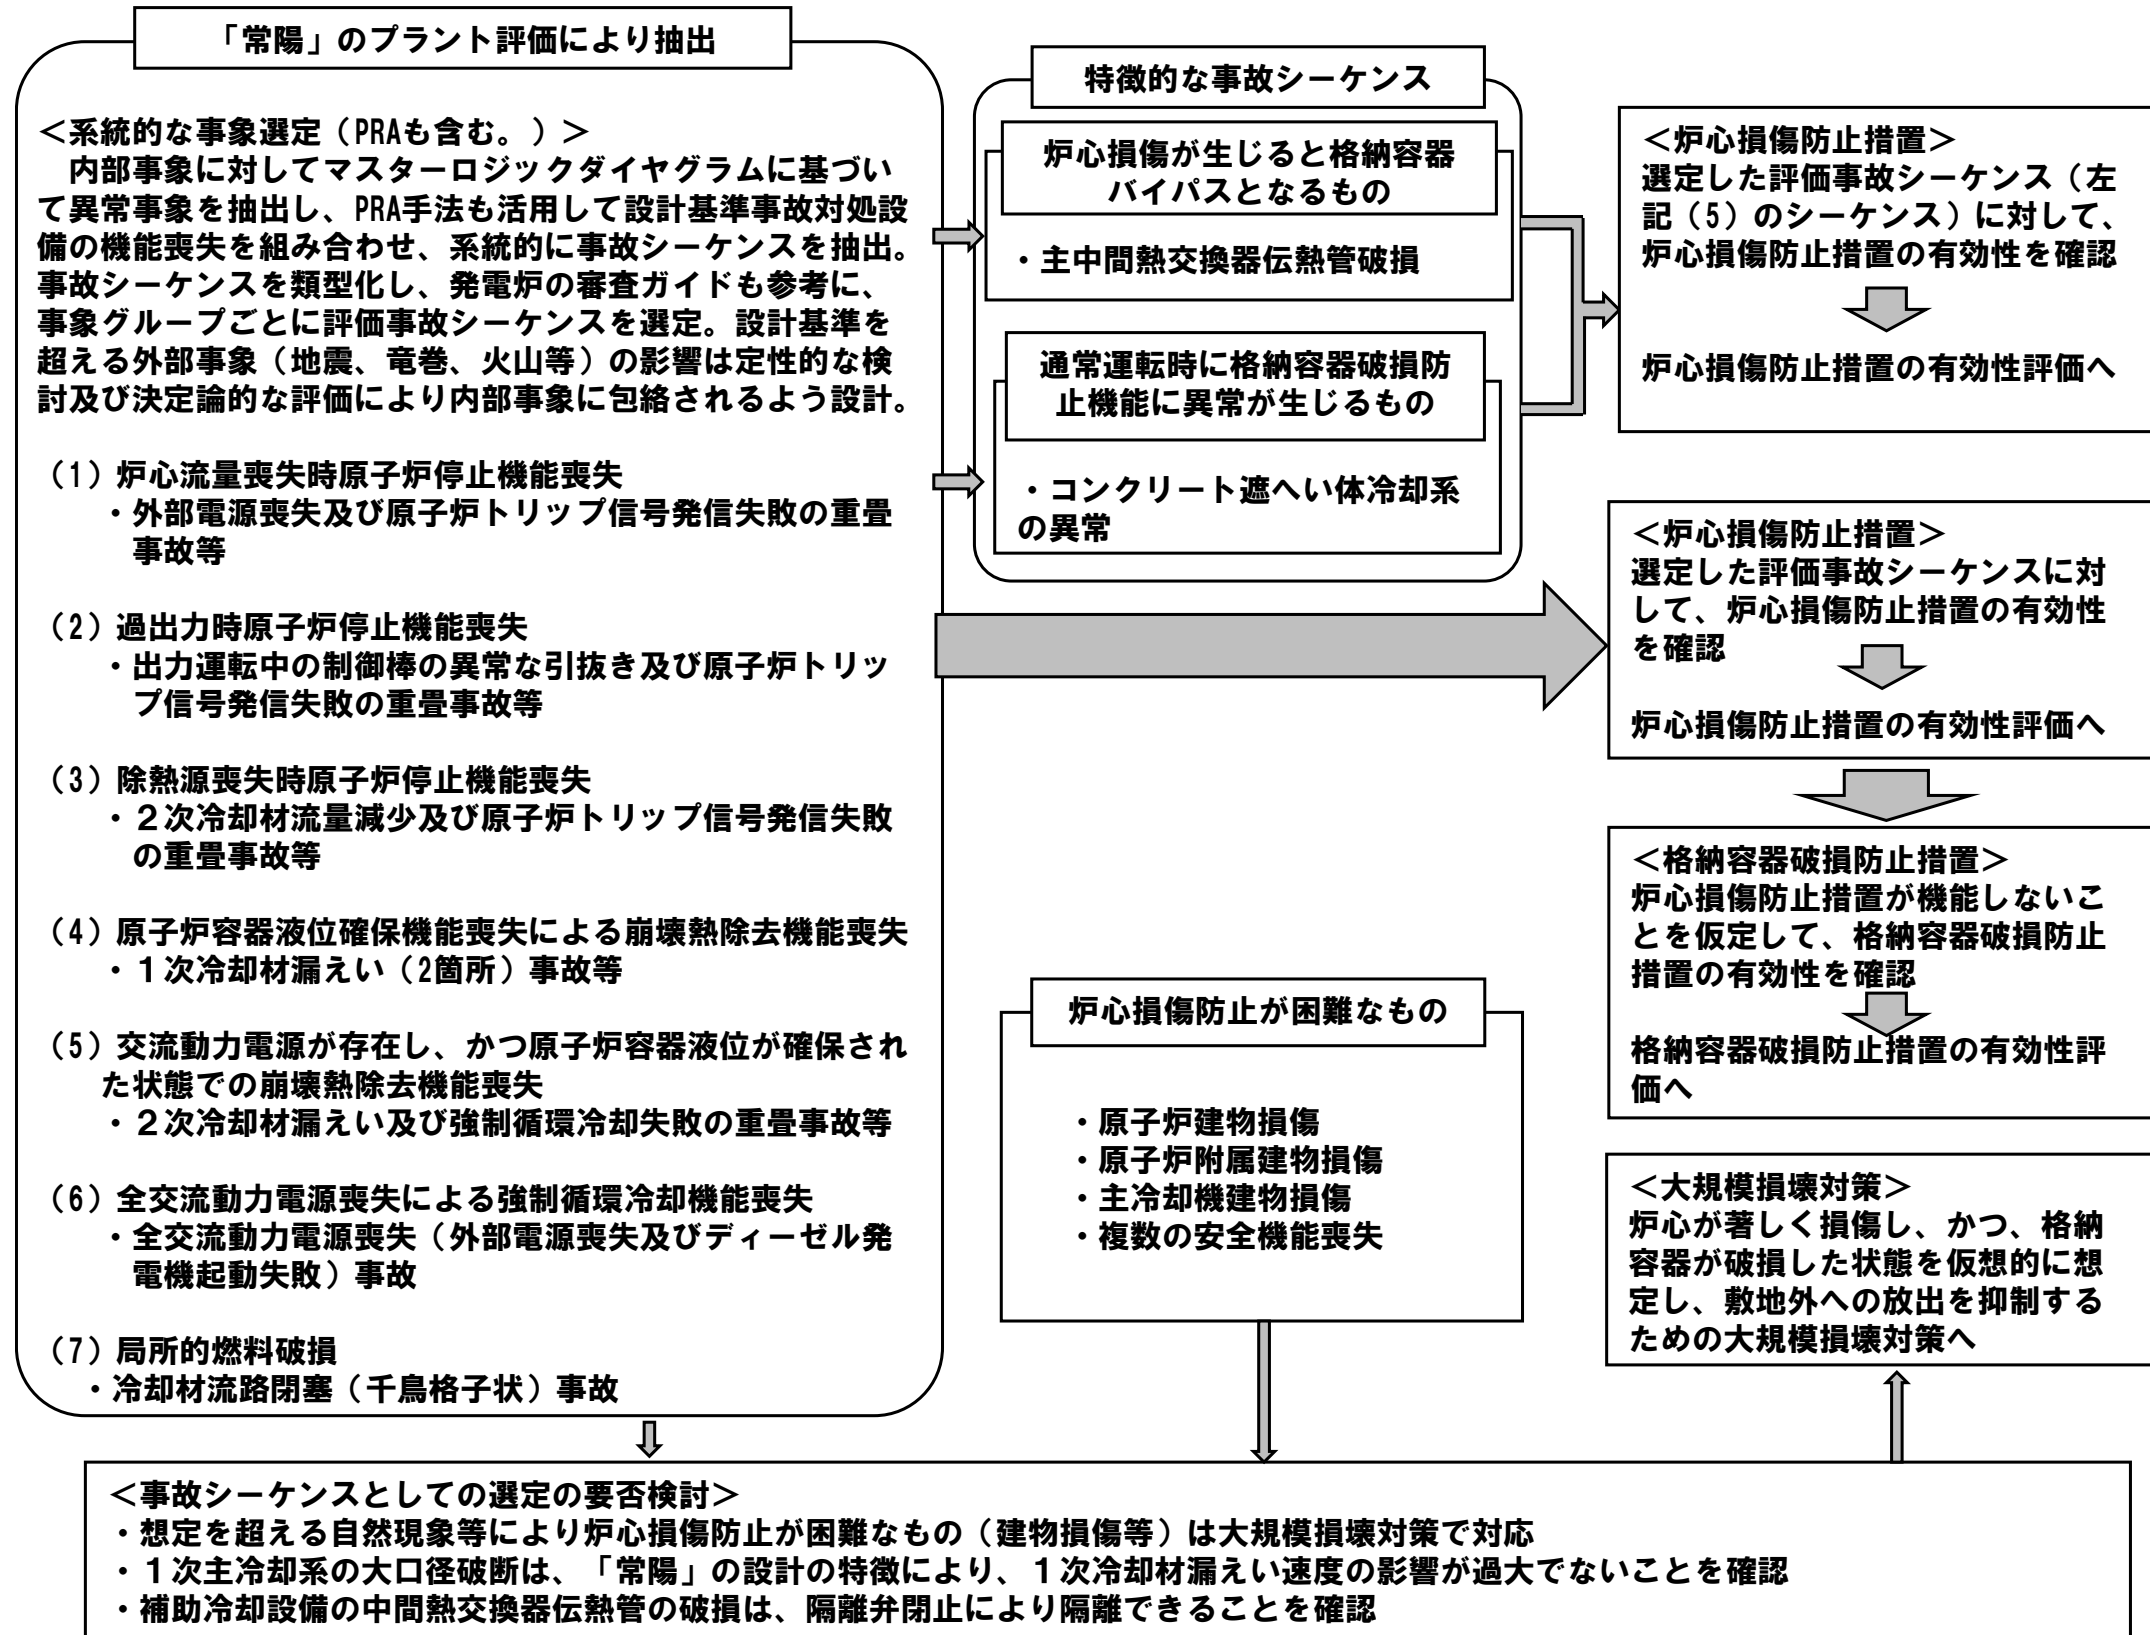 「常陽」のプラント評価により抽出
＜系統的な事象選定（PRAも含む。）＞
内部事象に対してマスターロジックダイヤグラムに基づい
て異常事象を抽出し、PRA手法も活用して設計基準事故対処設
備の機能喪失を組み合わせ、系統的に事故シーケンスを抽出。
事故シーケンスを類型化し、発電炉の審査ガイドも参考に、
事象グループごとに評価事故シーケンスを選定。設計基準を
超える外部事象（地震、竜巻、火山等）の影響は定性的な検
討及び決定論的な評価により内部事象に包絡されるよう設計。
（1）炉心流量喪失時原子炉停止機能喪失
・外部電源喪失及び原子炉トリップ信号発信失敗の重畳
事故等
（2）過出力時原子炉停止機能喪失
・出力運転中の制御棒の異常な引抜き及び原子炉トリッ
プ信号発信失敗の重畳事故等
（3）除熱源喪失時原子炉停止機能喪失
・２次冷却材流量減少及び原子炉トリップ信号発信失敗
の重畳事故等
（4）原子炉容器液位確保機能喪失による崩壊熱除去機能喪失
・１次冷却材漏えい（2箇所）事故等
（5）交流動力電源が存在し、かつ原子炉容器液位が確保され
た状態での崩壊熱除去機能喪失
・２次冷却材漏えい及び強制循環冷却失敗の重畳事故等
（6）全交流動力電源喪失による強制循環冷却機能喪失
・全交流動力電源喪失（外部電源喪失及びディーゼル発
電機起動失敗）事故
（7）局所的燃料破損
・冷却材流路閉塞（千鳥格子状）事故
特徴的な事故シーケンス
炉心損傷が生じると格納容器
バイパスとなるもの
・主中間熱交換器伝熱管破損
通常運転時に格納容器破損防
止機能に異常が生じるもの
・コンクリート遮へい体冷却系
の異常
炉心損傷防止が困難なもの
・原子炉建物損傷
・原子炉附属建物損傷
・主冷却機建物損傷
・複数の安全機能喪失
＜炉心損傷防止措置＞
選定した評価事故シーケンス（左
記（5）のシーケンス）に対して、
炉心損傷防止措置の有効性を確認
炉心損傷防止措置の有効性評価へ
＜炉心損傷防止措置＞
選定した評価事故シーケンスに対
して、炉心損傷防止措置の有効性
を確認
炉心損傷防止措置の有効性評価へ
＜格納容器破損防止措置＞
炉心損傷防止措置が機能しないこ
とを仮定して、格納容器破損防止
措置の有効性を確認
格納容器破損防止措置の有効性評
価へ
＜大規模損壊対策＞
炉心が著しく損傷し、かつ、格納
容器が破損した状態を仮想的に想
定し、敷地外への放出を抑制する
ための大規模損壊対策へ
＜事故シーケンスとしての選定の要否検討＞
・想定を超える自然現象等により炉心損傷防止が困難なもの（建物損傷等）は大規模損壊対策で対応
・１次主冷却系の大口径破断は、「常陽」の設計の特徴により、１次冷却材漏えい速度の影響が過大でないことを確認
・補助冷却設備の中間熱交換器伝熱管の破損は、隔離弁閉止により隔離できることを確認